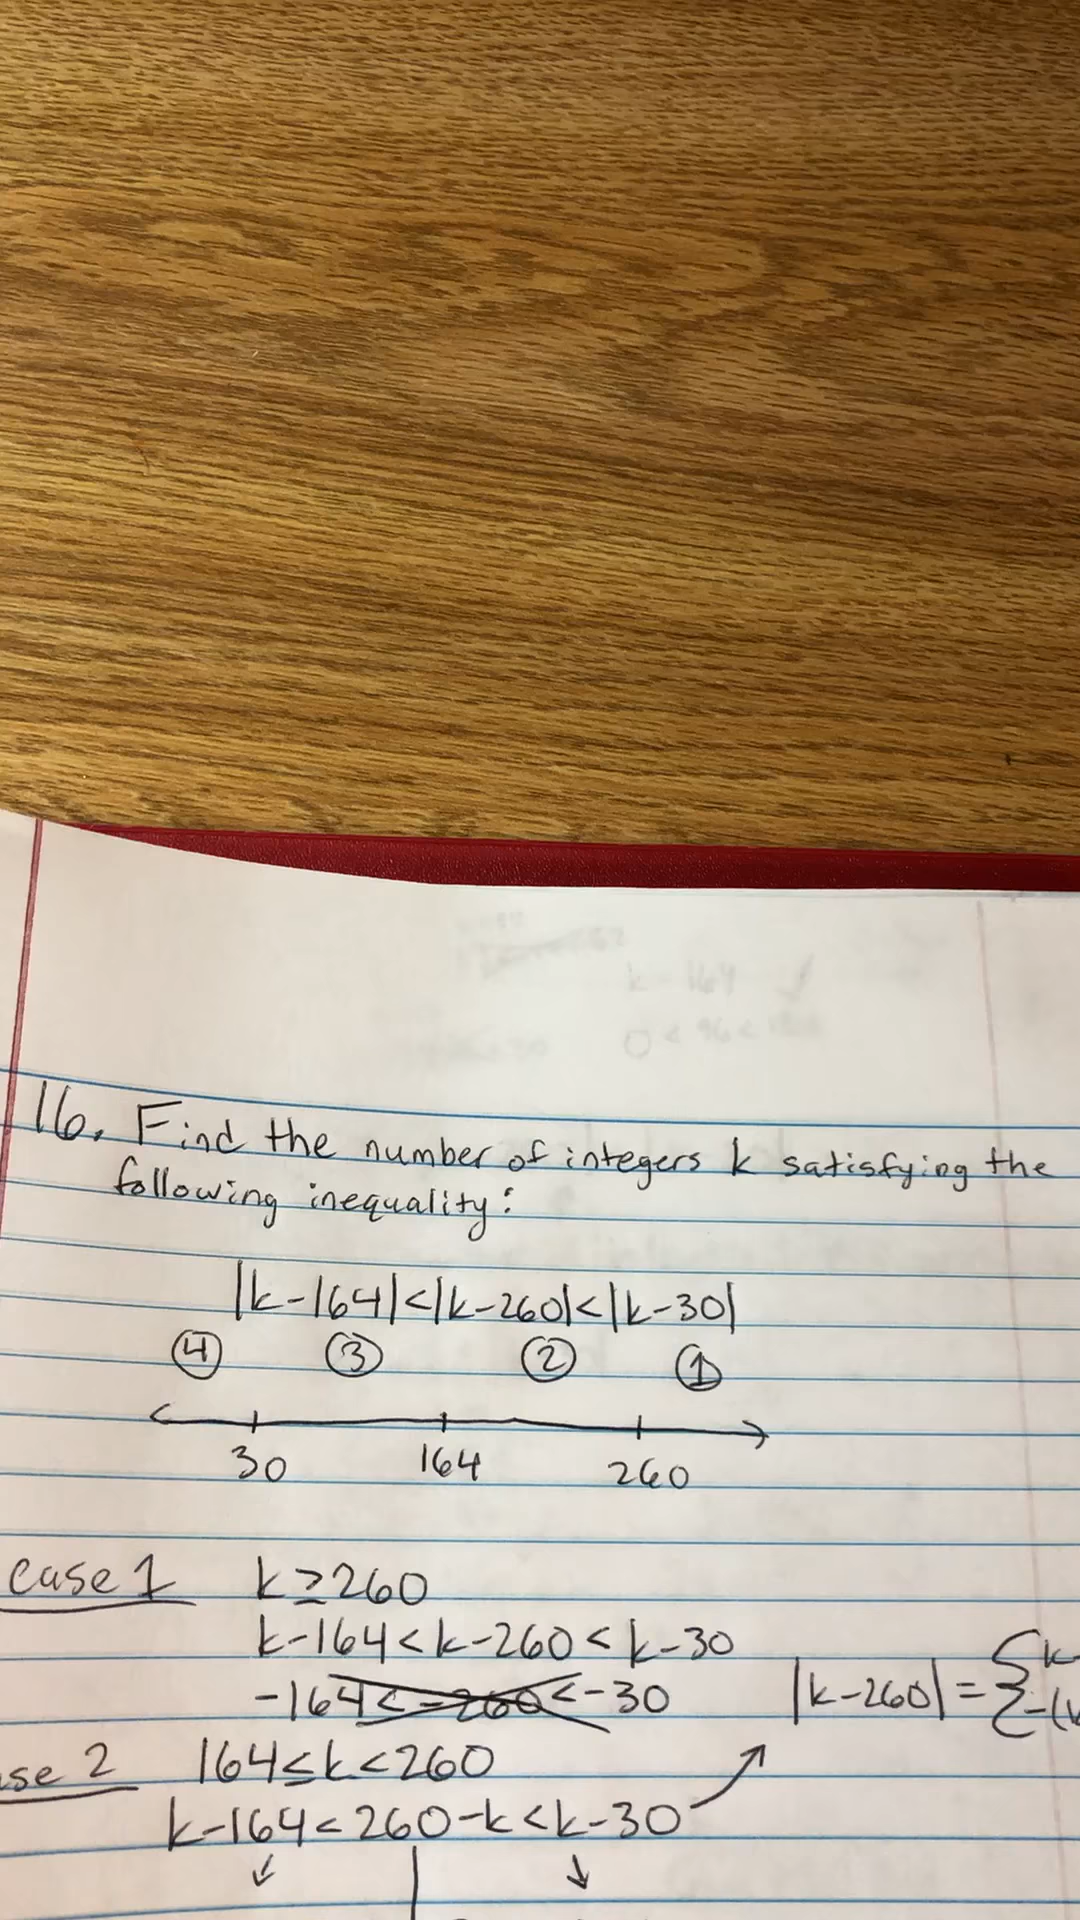 16. Find the number of integers k satisfying the
following inequality:
|k-164|<|k-260|<|k-30|
④ ③ ② ①
30 164 260
case 1 k≥260
k-164<k-260<k-30
-164<-260<-30
|k-260|={k-
-(k
se 2 164≤k<260
k-164<260-k<k-30